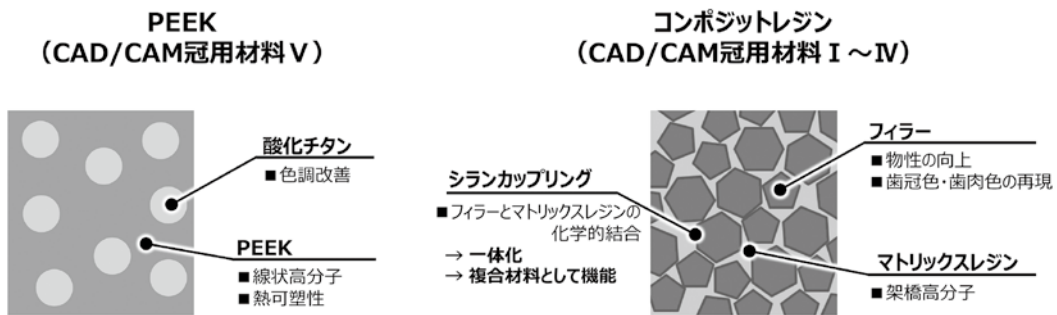 PEEK
（CAD/CAM冠用材料Ⅴ）
酸化チタン
■色調改善
PEEK
■線状高分子
■熱可塑性
コンポジットレジン
（CAD/CAM冠用材料Ⅰ～Ⅳ）
シランカップリング
■フィラーとマトリックスレジンの
化学的結合
→ 一体化
→ 複合材料として機能
フィラー
■物性の向上
■歯冠色・歯肉色の再現
マトリックスレジン
■架橋高分子